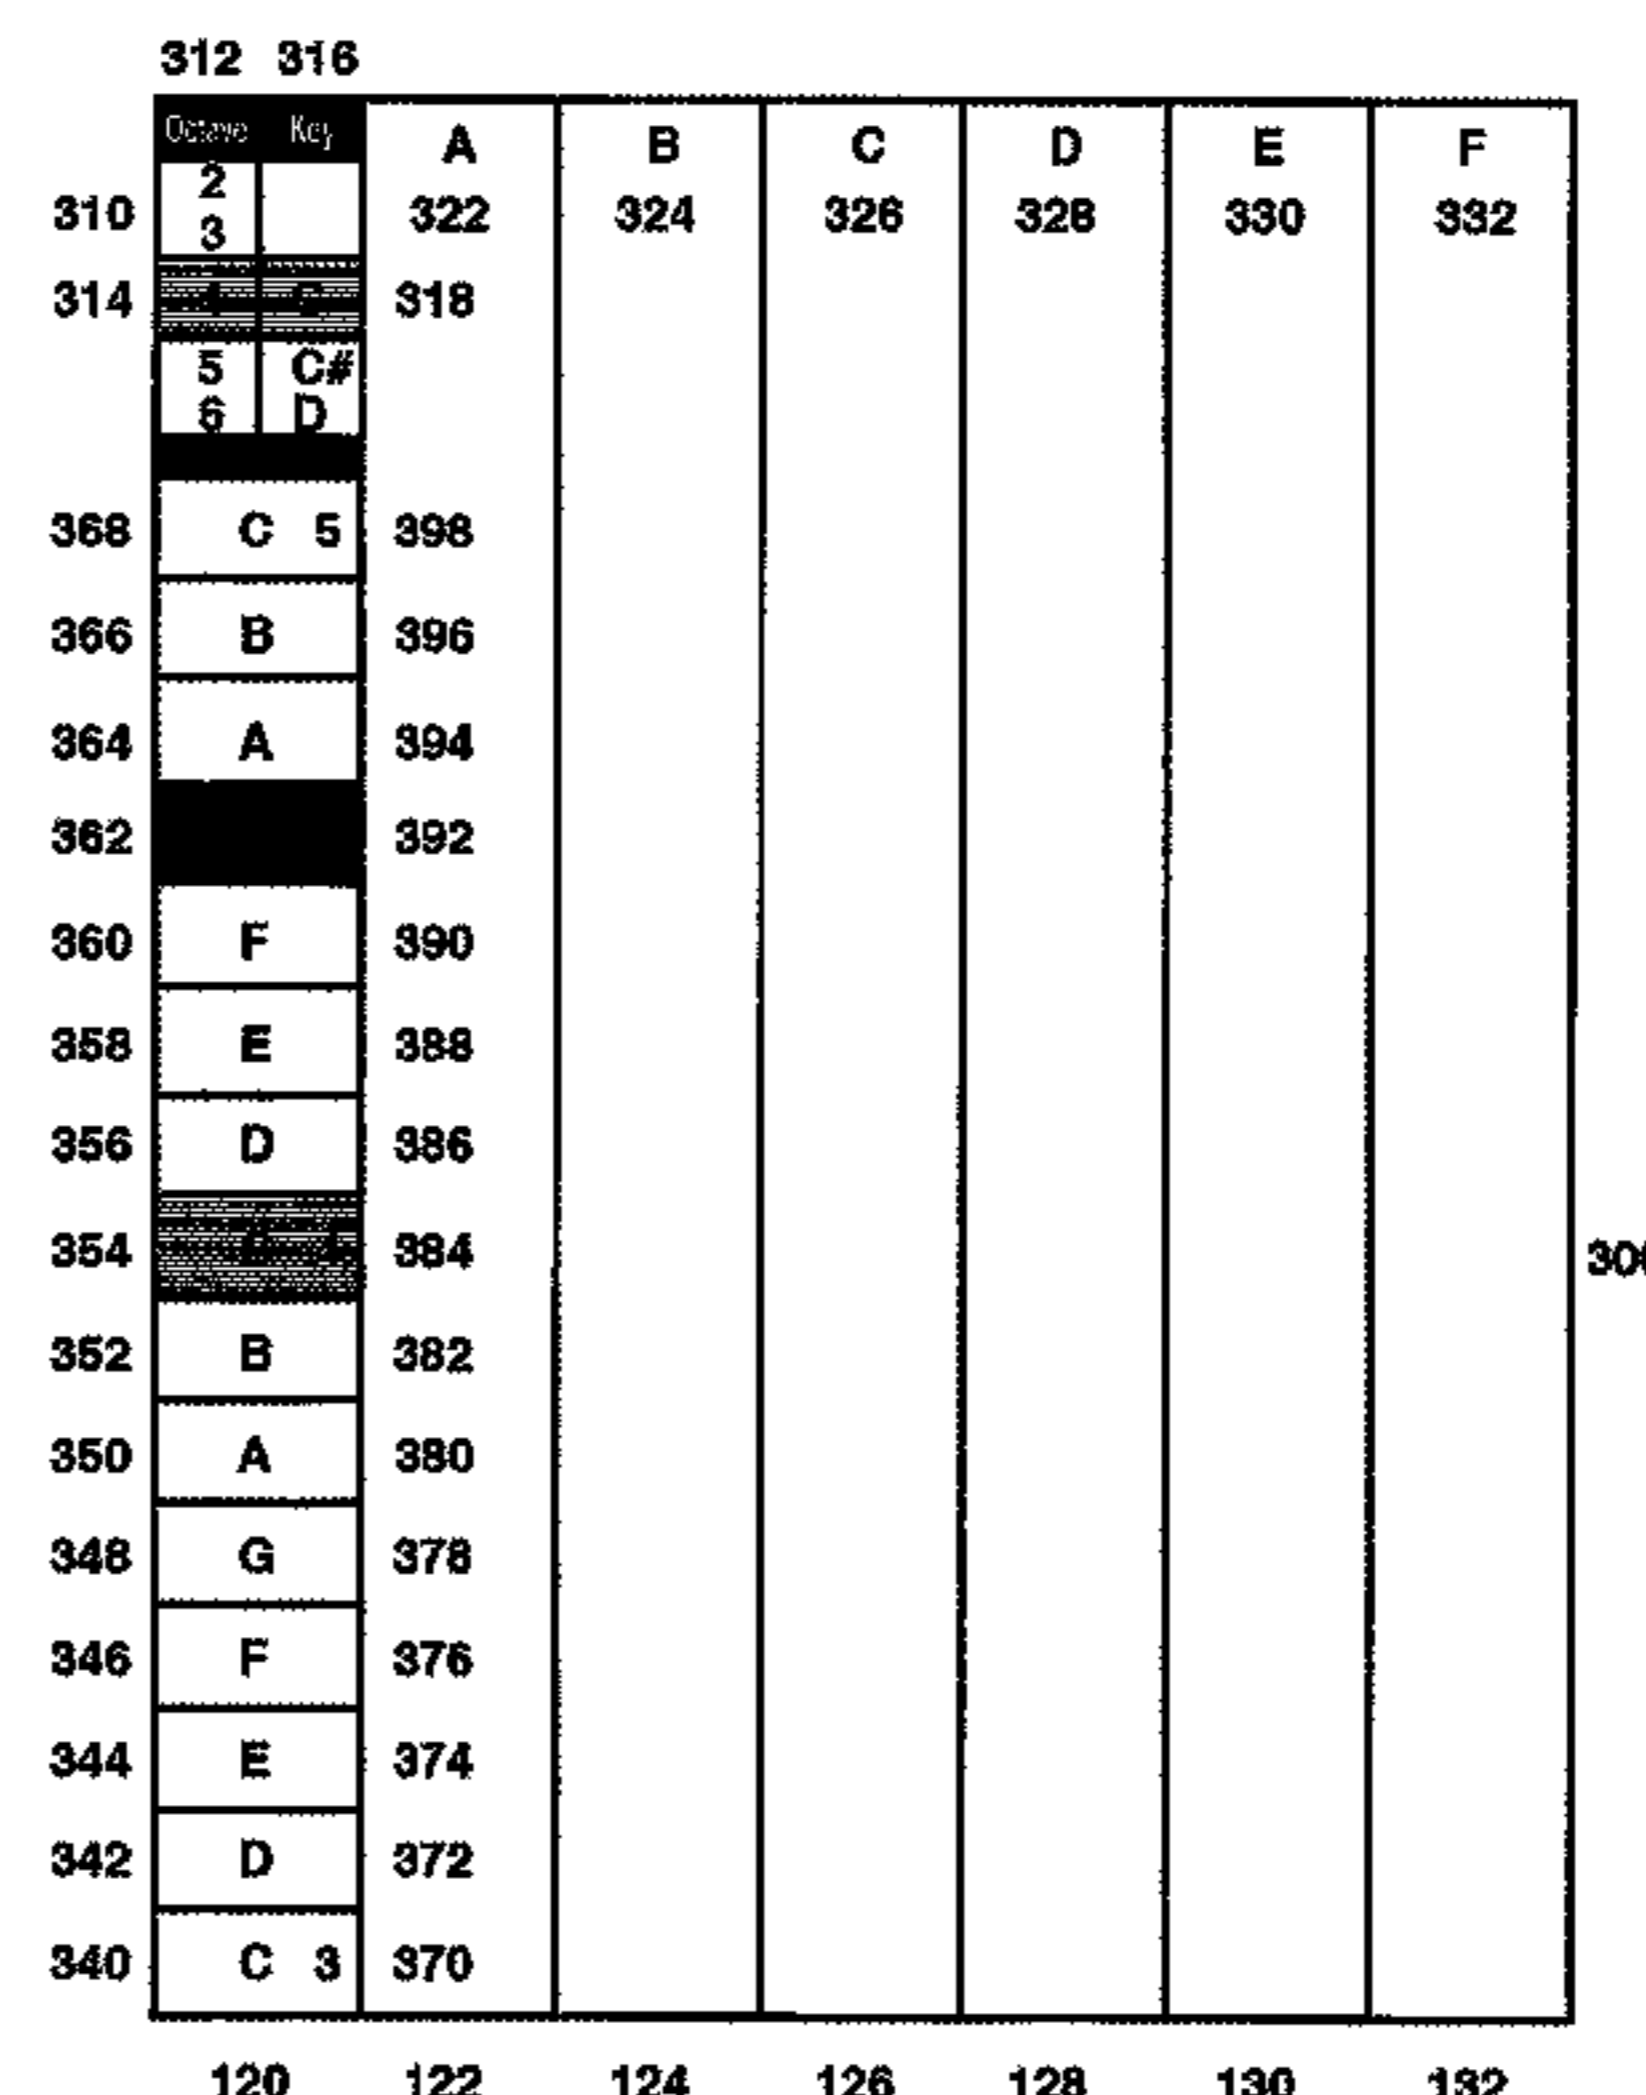 312 316
Octave Key A B C D E F
2
310 322 324 326 328 330 332
3
314 4 C 318
5 C#
6 D
368 C 5 398
366 B 396
364 A 394
362 392
360 F 390
358 E 388
356 D 386
354 384
352 B 382
350 A 380
348 G 378
346 F 376
344 E 374
342 D 372
340 C 3 370
120 122 124 126 128 130 132